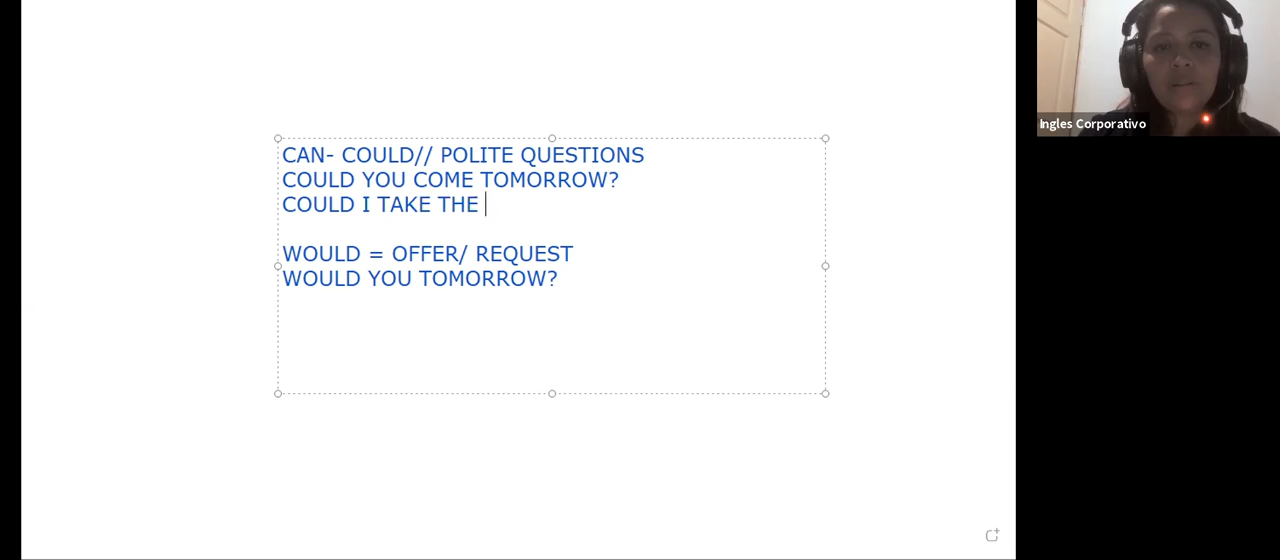 CAN- COULD// POLITE QUESTIONS
COULD YOU COME TOMORROW?
COULD I TAKE THE
WOULD = OFFER/ REQUEST
WOULD YOU TOMORROW?
Ingles Corporativo